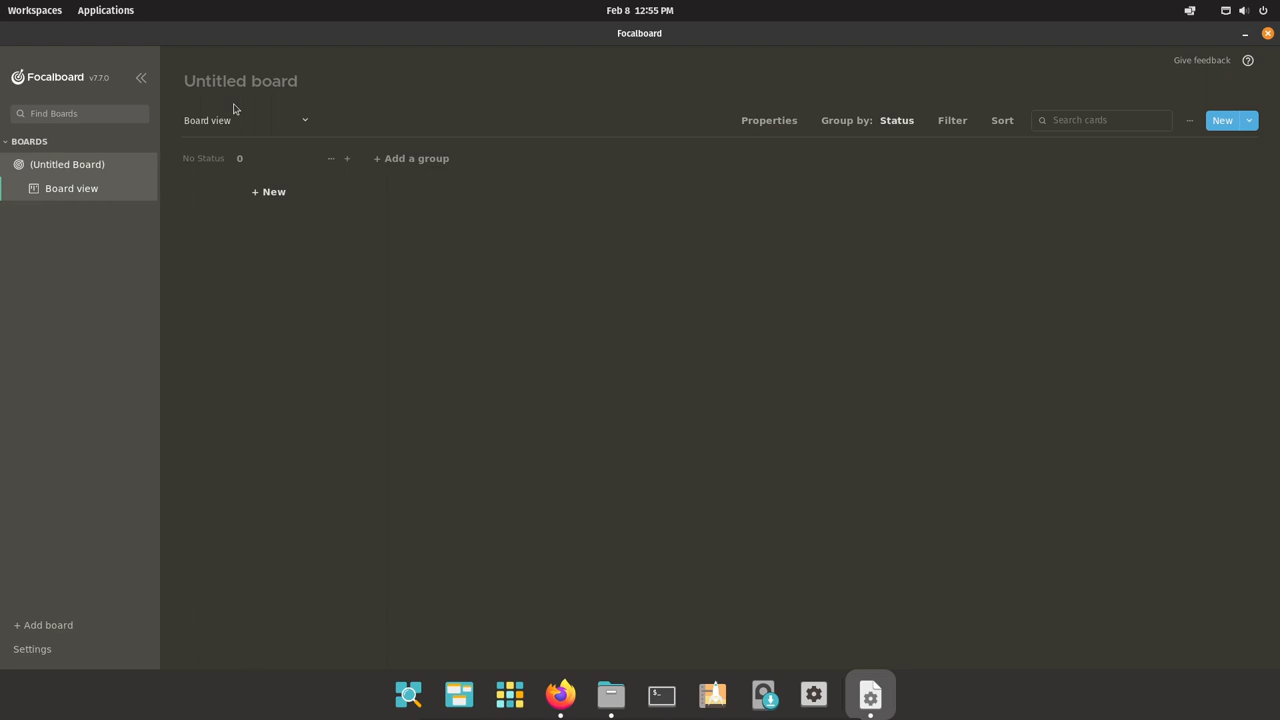 Workspaces Applications Feb 8 12:55 PM
Focalboard
Focalboard v7.7.0
Find Boards
BOARDS
(Untitled Board)
Board view
+ Add board
Settings
Give feedback
Untitled board
Board view Properties Group by: Status Filter Sort Search cards ... New
No Status 0 ... + + Add a group
+ New